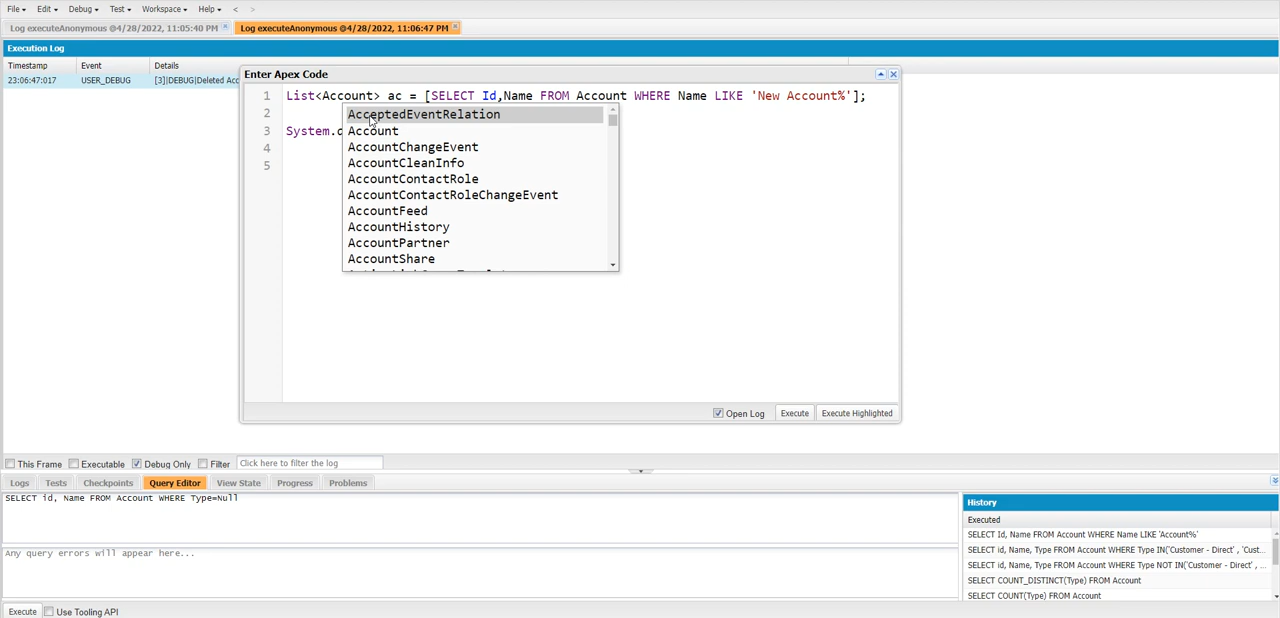 File Edit Debug Test Workspace Help < >
Log executeAnonymous @4/28/2022, 11:05:40 PM Log executeAnonymous @4/28/2022, 11:06:47 PM
Execution Log
Timestamp Event Details
23:06:47:017 USER_DEBUG [3]|DEBUG|Deleted Acc
Enter Apex Code
1 List<Account> ac = [SELECT Id,Name FROM Account WHERE Name LIKE 'New Account%'];
2
AcceptedEventRelation
3 System.d
Account
4
AccountChangeEvent
5
AccountCleanInfo
AccountContactRole
AccountContactRoleChangeEvent
AccountFeed
AccountHistory
AccountPartner
AccountShare
Open Log Execute Execute Highlighted
This Frame Executable Debug Only Filter Click here to filter the log
Logs Tests Checkpoints Query Editor View State Progress Problems
SELECT id, Name FROM Account WHERE Type=Null
Any query errors will appear here...
History
Executed
SELECT Id, Name FROM Account WHERE Name LIKE 'Account%'
SELECT id, Name, Type FROM Account WHERE Type IN('Customer - Direct' , 'Cust...
SELECT id, Name, Type FROM Account WHERE Type NOT IN('Customer - Direct' , ...
SELECT COUNT_DISTINCT(Type) FROM Account
SELECT COUNT(Type) FROM Account
Execute Use Tooling API